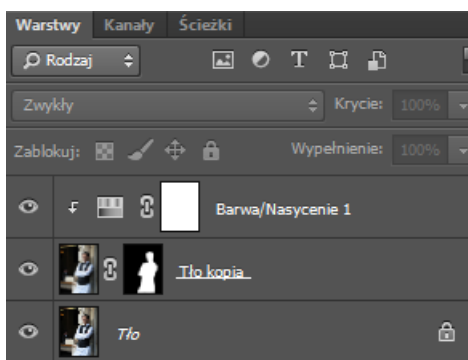 Warstwy Kanały Ścieżki
Rodzaj T
Zwykły Krycie: 100%
Zablokuj: Wypełnienie: 100%
Barwa/Nasycenie 1
Tło kopia
Tło